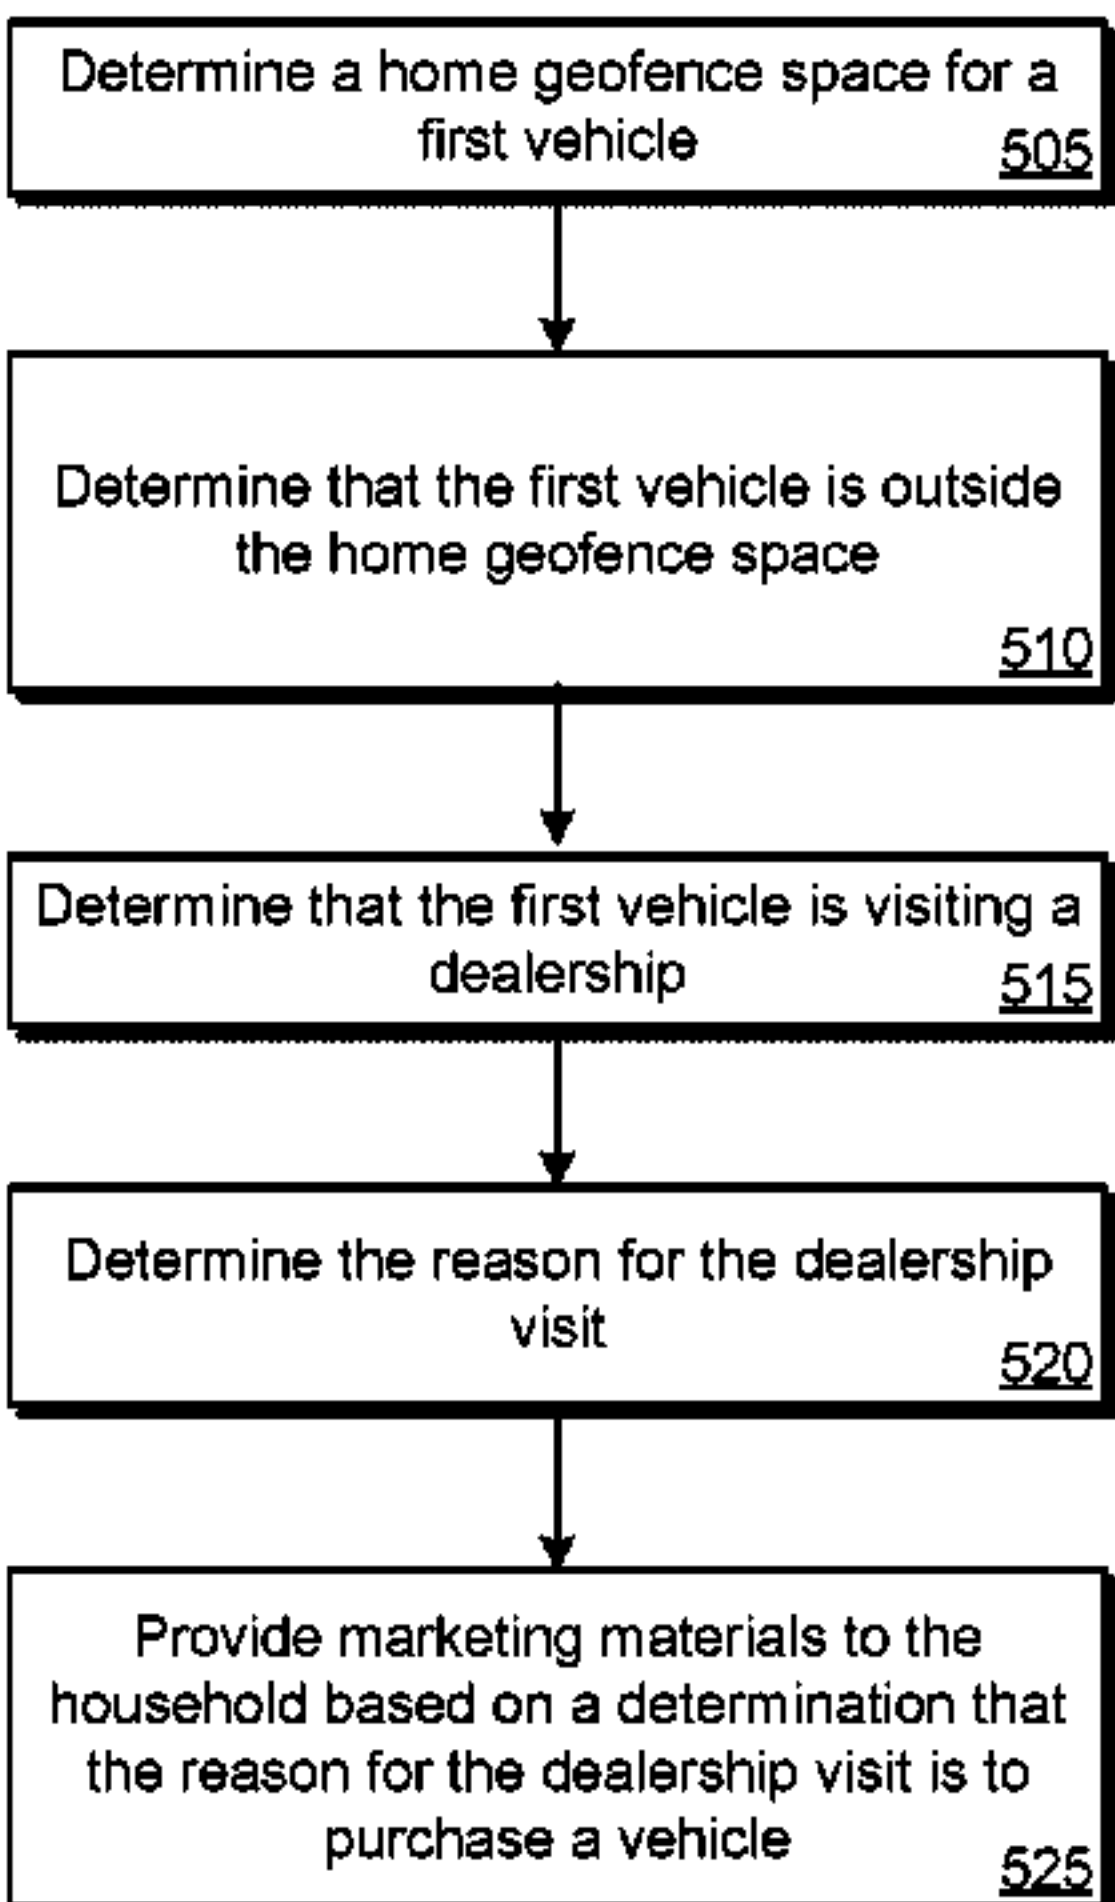 Determine a home geofence space for a
first vehicle
505
Determine that the first vehicle is outside
the home geofence space
510
Determine that the first vehicle is visiting a
dealership
515
Determine the reason for the dealership
visit
520
Provide marketing materials to the
household based on a determination that
the reason for the dealership visit is to
purchase a vehicle
525